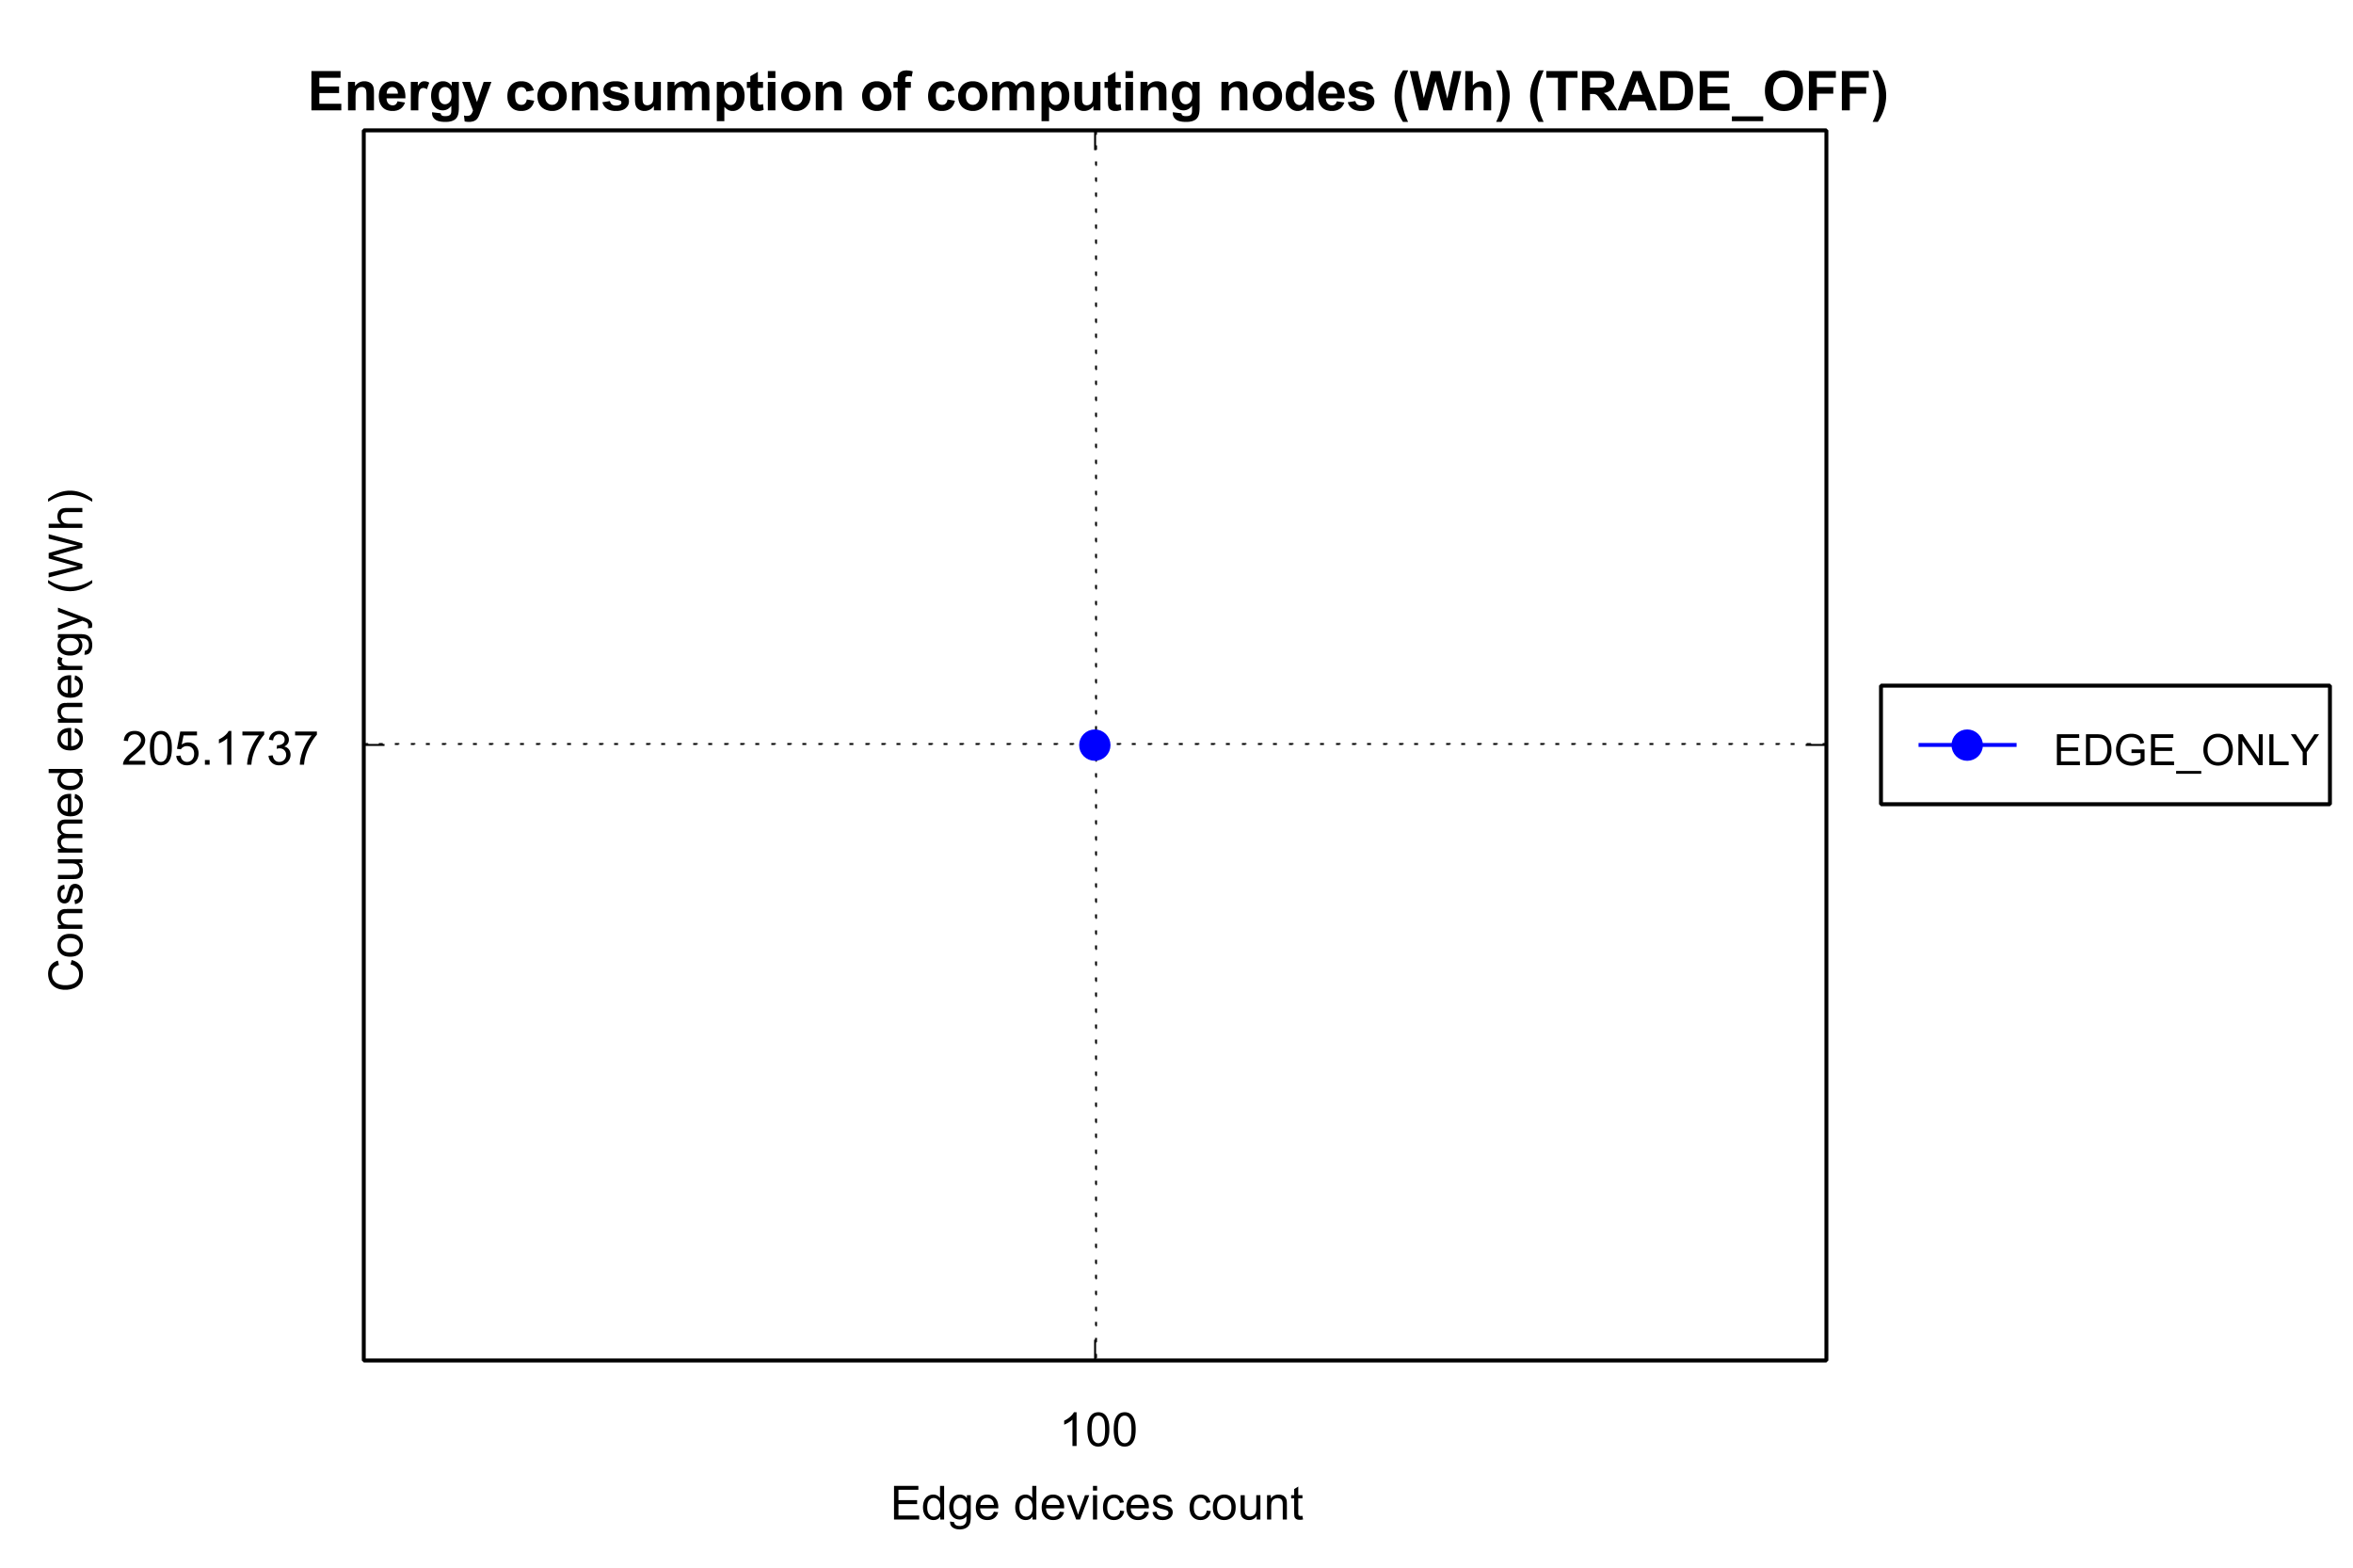 Energy consumption of computing nodes (Wh) (TRADE_OFF)
Consumed energy (Wh)
205.1737
EDGE_ONLY
100
Edge devices count